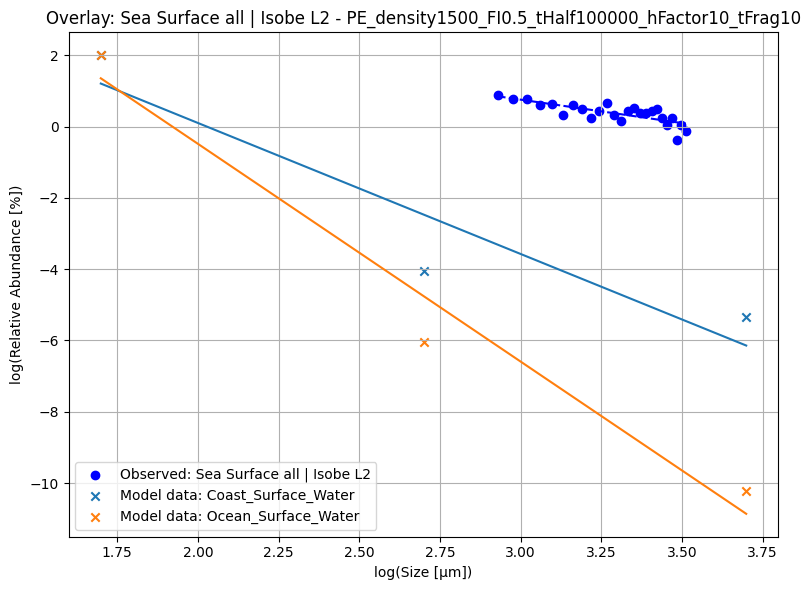 Overlay: Sea Surface all | Isobe L2 - PE_density1500_FI0.5_tHalf100000_hFactor10_tFrag10
log(Relative Abundance [%])
2
0
−2
−4
−6
−8
−10
Observed: Sea Surface all | Isobe L2
Model data: Coast_Surface_Water
Model data: Ocean_Surface_Water
1.75 2.00 2.25 2.50 2.75 3.00 3.25 3.50 3.75
log(Size [μm])